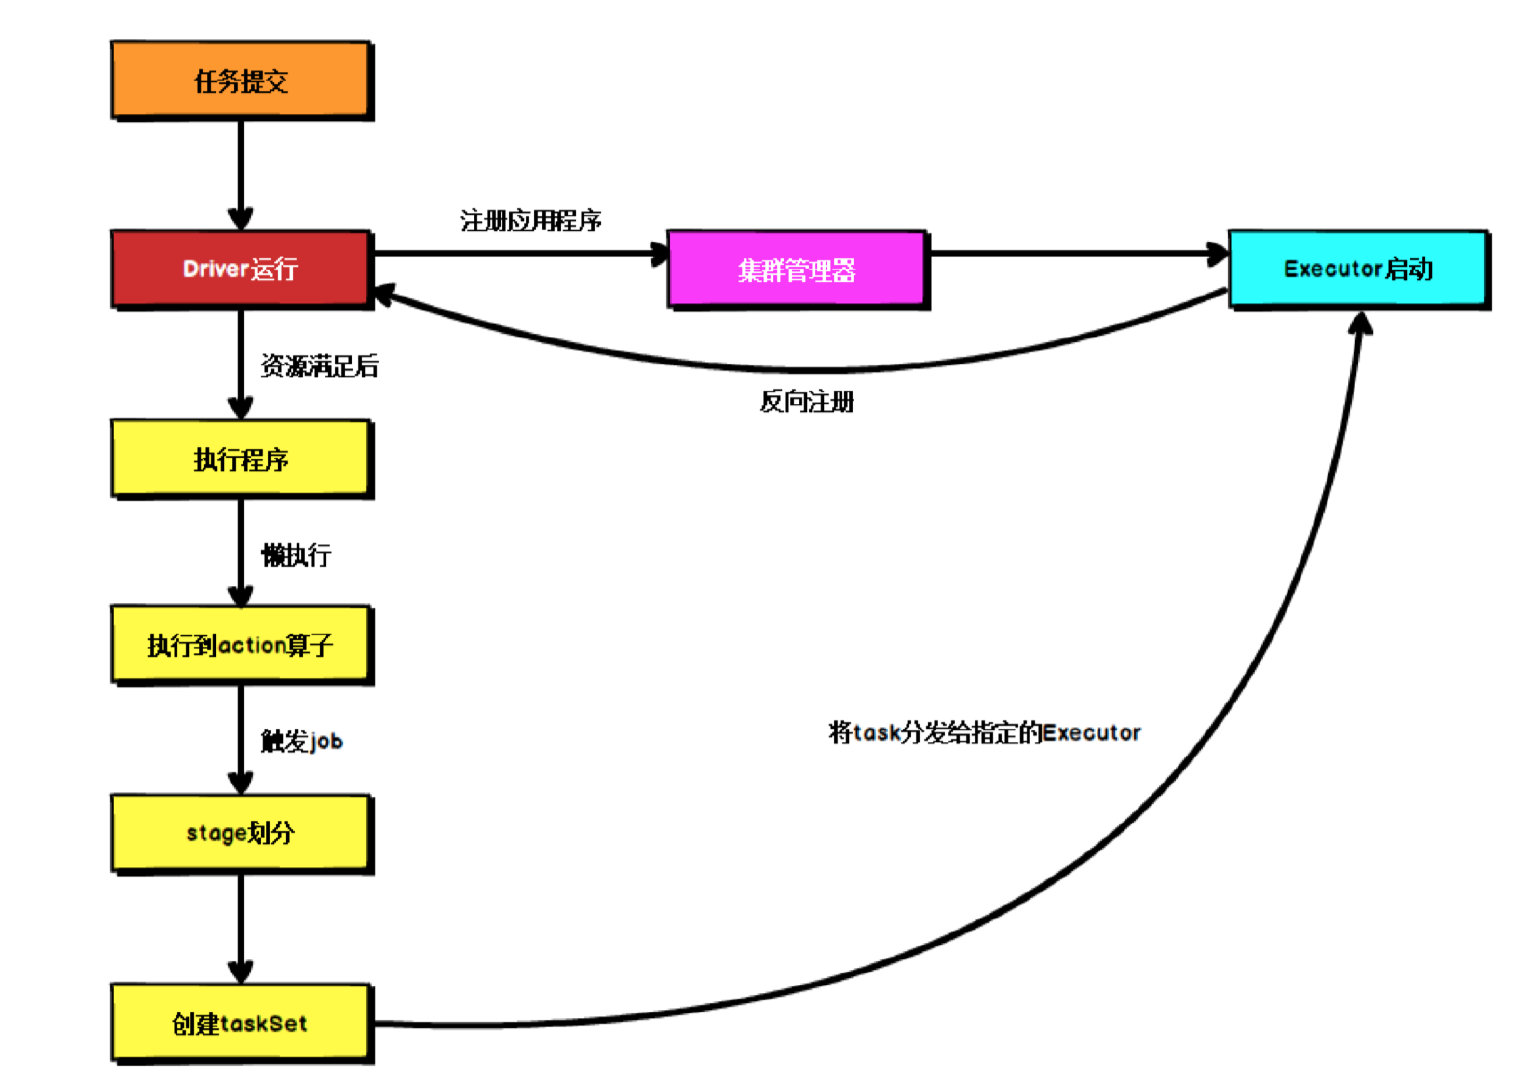 任务提交
注册应用程序
Driver运行
集群管理器
Executor启动
资源满足后
反向注册
执行程序
懒执行
执行到action算子
将task分发给指定的Executor
触发job
stage划分
创建taskSet